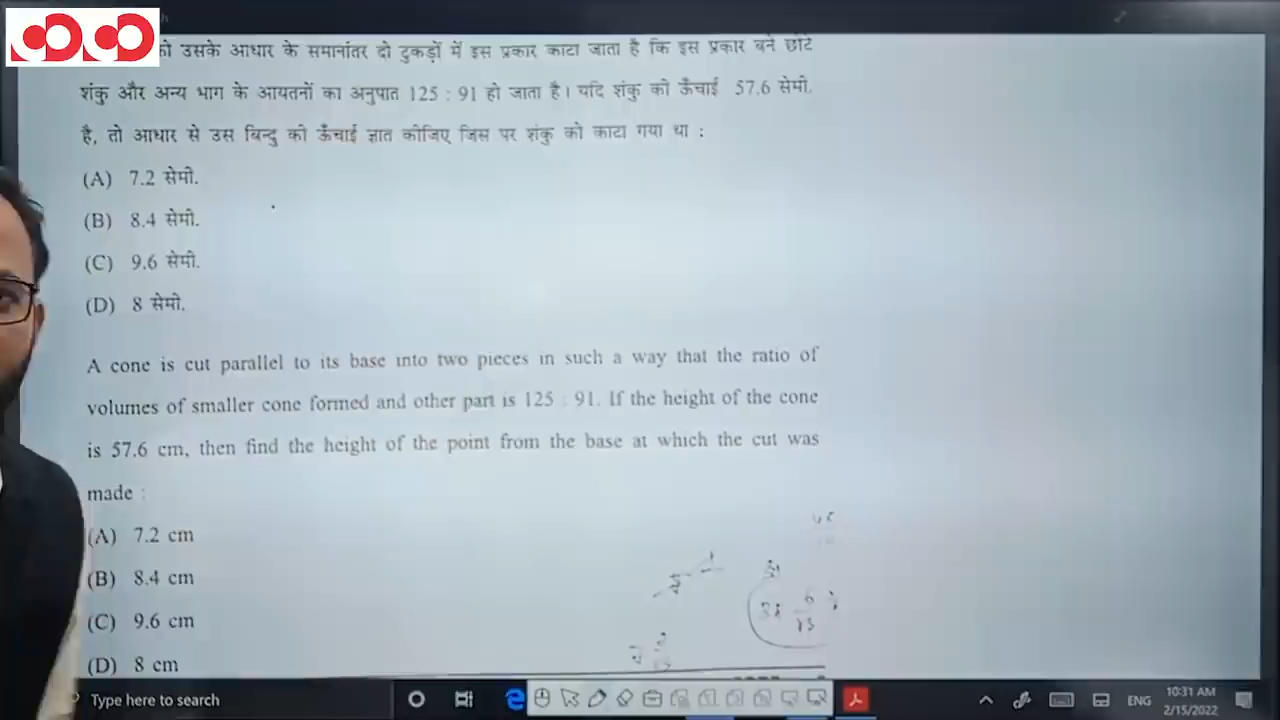 को उसके आधार के समानांतर दो टुकड़ों में इस प्रकार काटा जाता है कि इस प्रकार बने छोटे
शंकु और अन्य भाग के आयतनों का अनुपात 125 : 91 हो जाता है। यदि शंकु की ऊँचाई 57.6 सेमी.
है, तो आधार से उस बिन्दु की ऊँचाई ज्ञात कीजिए जिस पर शंकु को काटा गया था :
(A) 7.2 सेमी.
(B) 8.4 सेमी.
(C) 9.6 सेमी.
(D) 8 सेमी.
A cone is cut parallel to its base into two pieces in such a way that the ratio of
volumes of smaller cone formed and other part is 125 : 91. If the height of the cone
is 57.6 cm, then find the height of the point from the base at which the cut was
made :
(A) 7.2 cm
(B) 8.4 cm
(C) 9.6 cm
(D) 8 cm
Type here to search
ENG
10:31 AM
2/15/2022